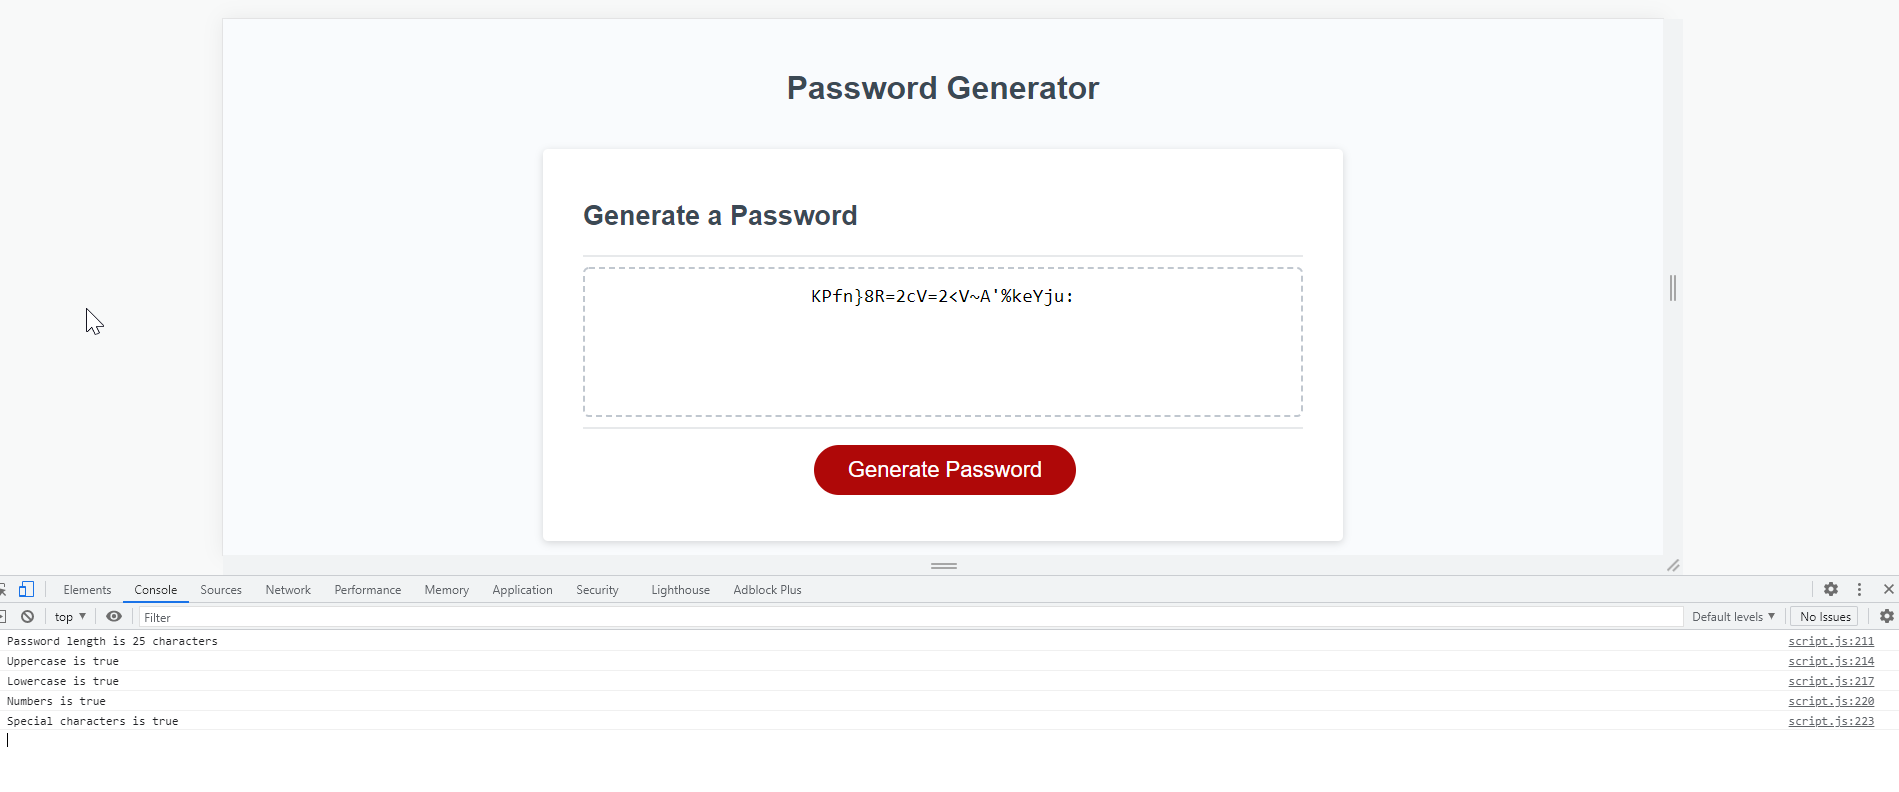 Password Generator
Generate a Password
KPfn}8R=2cV=2<V~A'%keYju:
Generate Password
Elements Console Sources Network Performance Memory Application Security Lighthouse Adblock Plus
top Filter Default levels No Issues
Password length is 25 characters script.js:211
Uppercase is true script.js:214
Lowercase is true script.js:217
Numbers is true script.js:220
Special characters is true script.js:223